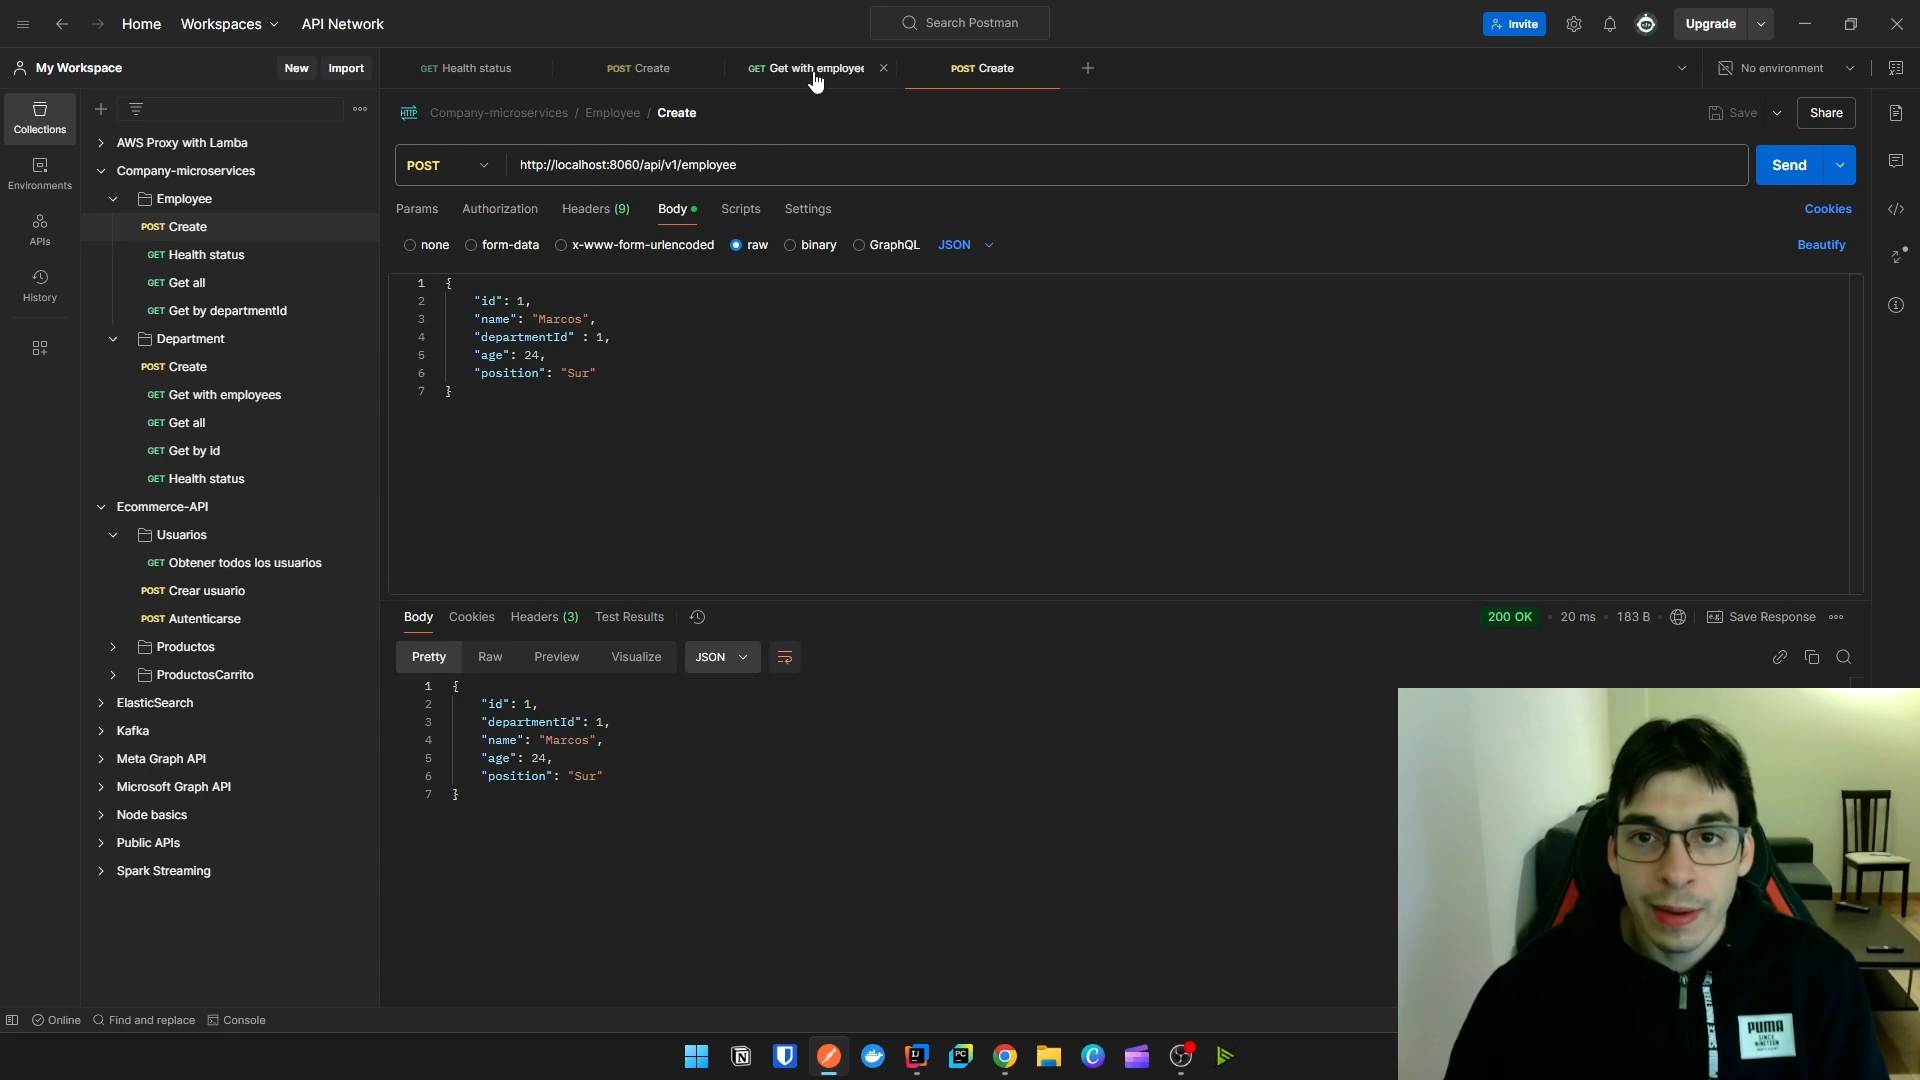 Home Workspaces API Network Search Postman Invite Upgrade
My Workspace New Import GET Health status POST Create GET Get with employee POST Create No environment
Collections
Environments
APIs
History
AWS Proxy with Lamba
Company-microservices
Employee
POST Create
GET Health status
GET Get all
GET Get by departmentId
Department
POST Create
GET Get with employees
GET Get all
GET Get by id
GET Health status
Ecommerce-API
Usuarios
GET Obtener todos los usuarios
POST Crear usuario
POST Autenticarse
Productos
ProductosCarrito
ElasticSearch
Kafka
Meta Graph API
Microsoft Graph API
Node basics
Public APIs
Spark Streaming
HTTP Company-microservices / Employee / Create Save Share
POST http://localhost:8060/api/v1/employee Send
Params Authorization Headers (9) Body Scripts Settings Cookies
none form-data x-www-form-urlencoded raw binary GraphQL JSON Beautify
1 {
2 "id": 1,
3 "name": "Marcos",
4 "departmentId" : 1,
5 "age": 24,
6 "position": "Sur"
7 }
Body Cookies Headers (3) Test Results 200 OK 20 ms 183 B e.g. Save Response
Pretty Raw Preview Visualize JSON
1 {
2 "id": 1,
3 "departmentId": 1,
4 "name": "Marcos",
5 "age": 24,
6 "position": "Sur"
7 }
Online Find and replace Console
IJ PC
PUMA
SINCE
NINETEEN